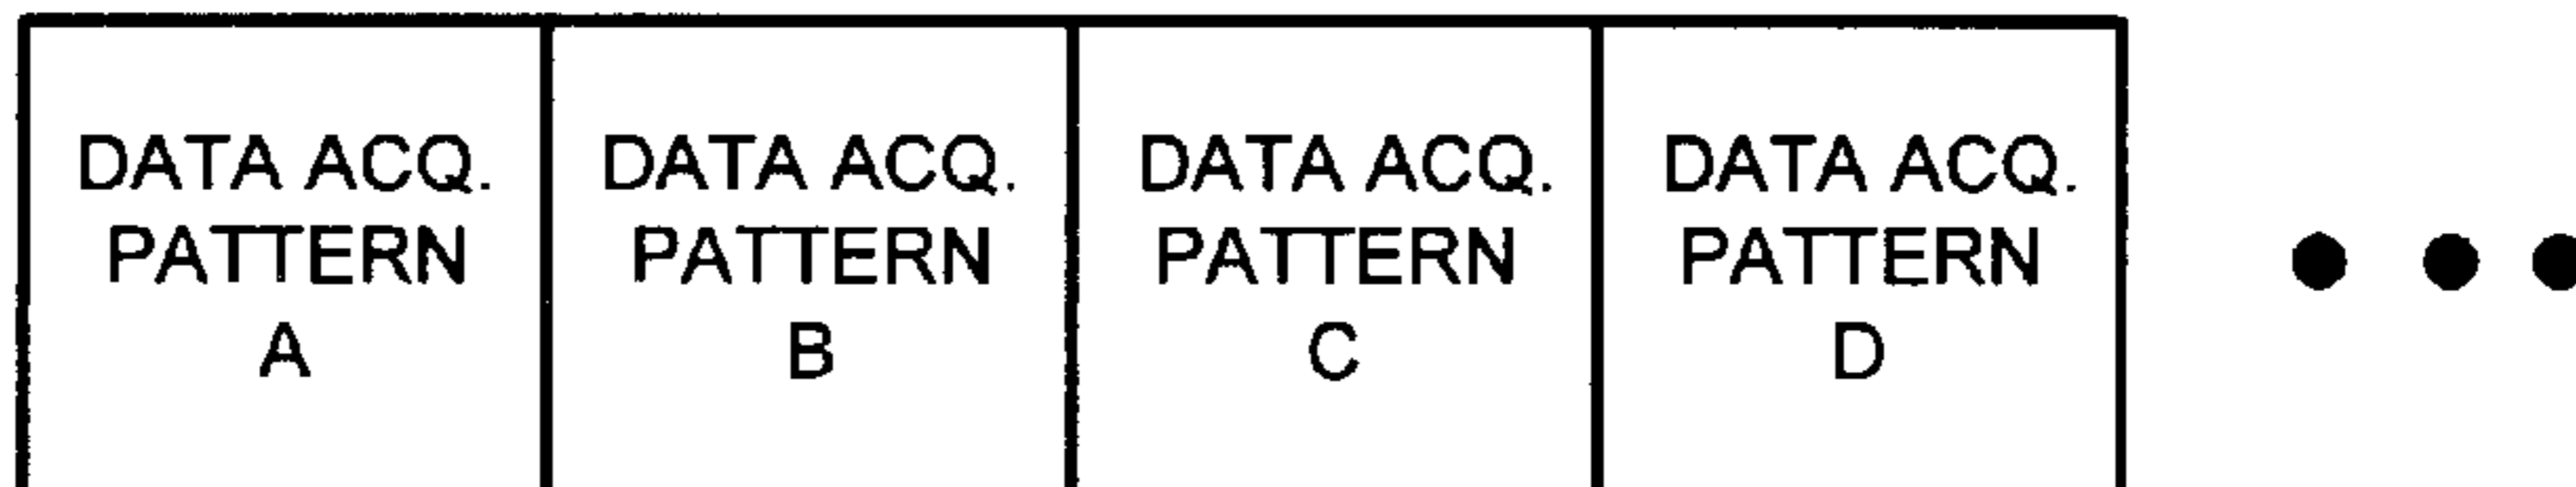 DATA ACQ.
PATTERN
A
DATA ACQ.
PATTERN
B
DATA ACQ.
PATTERN
C
DATA ACQ.
PATTERN
D